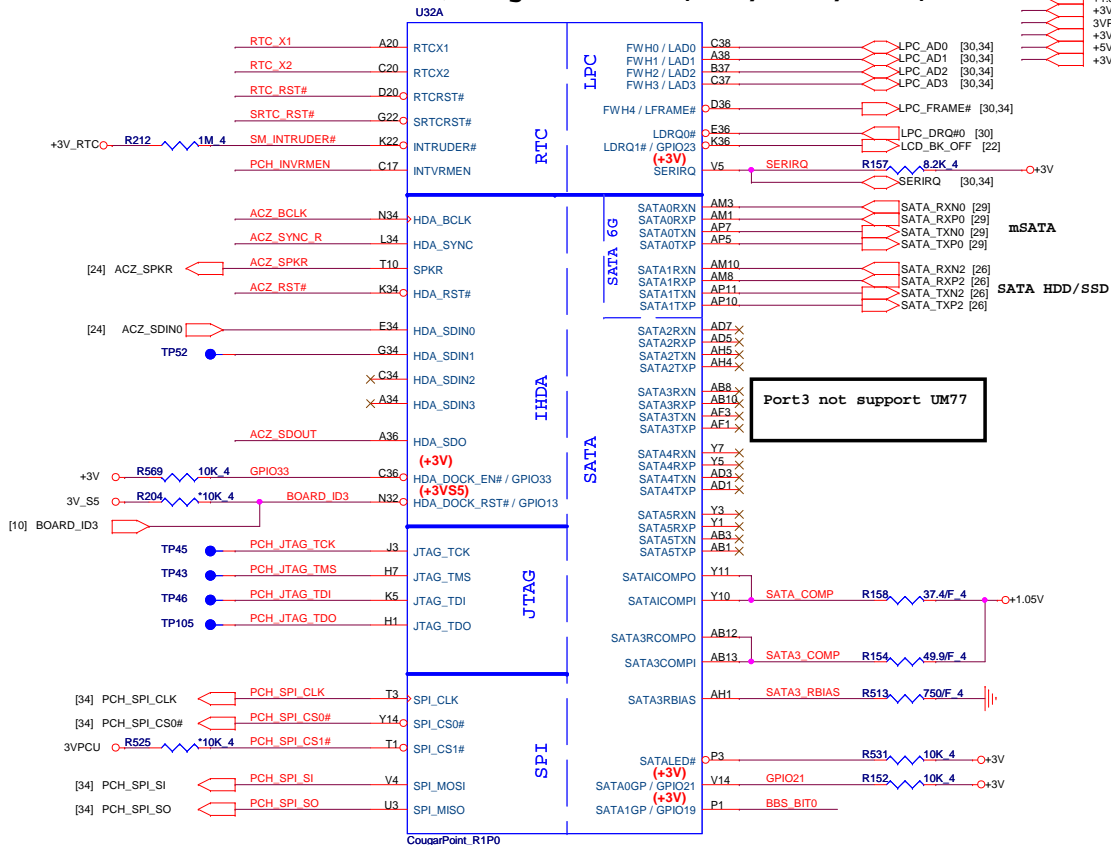 U32A
+3V
3VP
+3V
+5V
+3V
RTC_X1 A20 RTCX1
RTC_X2 C20 RTCX2
RTC_RST# D20 RTCRST#
SRTC_RST# G22 SRTCRST#
+3V_RTC R212 1M_4 SM_INTRUDER# K22 INTRUDER#
PCH_INVRMEN C17 INTVRMEN
RTC
LPC
FWH0 / LAD0 C38 LPC_AD0 [30,34]
FWH1 / LAD1 A38 LPC_AD1 [30,34]
FWH2 / LAD2 B37 LPC_AD2 [30,34]
FWH3 / LAD3 C37 LPC_AD3 [30,34]
FWH4 / LFRAME# D36 LPC_FRAME# [30,34]
LDRQ0# E36 LPC_DRQ#0 [30]
LDRQ1# / GPIO23 K36 LCD_BK_OFF [22]
(+3V)
SERIRQ V5 SERIRQ R157 8.2K_4 +3V
SERIRQ [30,34]
ACZ_BCLK N34 HDA_BCLK
ACZ_SYNC_R L34 HDA_SYNC
[24] ACZ_SPKR ACZ_SPKR T10 SPKR
ACZ_RST# K34 HDA_RST#
[24] ACZ_SDIN0 E34 HDA_SDIN0
TP52 G34 HDA_SDIN1
C34 HDA_SDIN2
A34 HDA_SDIN3
ACZ_SDOUT A36 HDA_SDO
(+3V)
+3V R569 10K_4 GPIO33 C36 HDA_DOCK_EN# / GPIO33
(+3VS5)
3V_S5 R204 *10K_4 BOARD_ID3 N32 HDA_DOCK_RST# / GPIO13
[10] BOARD_ID3
IHDA
SATA 6G
SATA
SATA0RXN AM3 SATA_RXN0 [29]
SATA0RXP AM1 SATA_RXP0 [29]
SATA0TXN AP7 SATA_TXN0 [29]
SATA0TXP AP5 SATA_TXP0 [29]
mSATA
SATA1RXN AM10 SATA_RXN2 [26]
SATA1RXP AM8 SATA_RXP2 [26]
SATA1TXN AP11 SATA_TXN2 [26]
SATA1TXP AP10 SATA_TXP2 [26]
SATA HDD/SSD
SATA2RXN AD7
SATA2RXP AD5
SATA2TXN AH5
SATA2TXP AH4
SATA3RXN AB8
SATA3RXP AB10
SATA3TXN AF3
SATA3TXP AF1
Port3 not support UM77
SATA4RXN Y7
SATA4RXP Y5
SATA4TXN AD3
SATA4TXP AD1
SATA5RXN Y3
SATA5RXP Y1
SATA5TXN AB3
SATA5TXP AB1
SATAICOMPO Y11
SATAICOMPI Y10 SATA_COMP R158 37.4/F_4 +1.05V
SATA3RCOMPO AB12
SATA3COMPI AB13 SATA3_COMP R154 49.9/F_4
SATA3RBIAS AH1 SATA3_RBIAS R513 750/F_4
SATALED# P3 R531 10K_4 +3V
(+3V)
SATA0GP / GPIO21 V14 GPIO21 R152 10K_4 +3V
(+3V)
SATA1GP / GPIO19 P1 BBS_BIT0
TP45 PCH_JTAG_TCK J3 JTAG_TCK
TP43 PCH_JTAG_TMS H7 JTAG_TMS
TP46 PCH_JTAG_TDI K5 JTAG_TDI
TP105 PCH_JTAG_TDO H1 JTAG_TDO
JTAG
[34] PCH_SPI_CLK PCH_SPI_CLK T3 SPI_CLK
[34] PCH_SPI_CS0# PCH_SPI_CS0# Y14 SPI_CS0#
3VPCU R525 *10K_4 PCH_SPI_CS1# T1 SPI_CS1#
[34] PCH_SPI_SI PCH_SPI_SI V4 SPI_MOSI
[34] PCH_SPI_SO PCH_SPI_SO U3 SPI_MISO
SPI
CougarPoint_R1P0